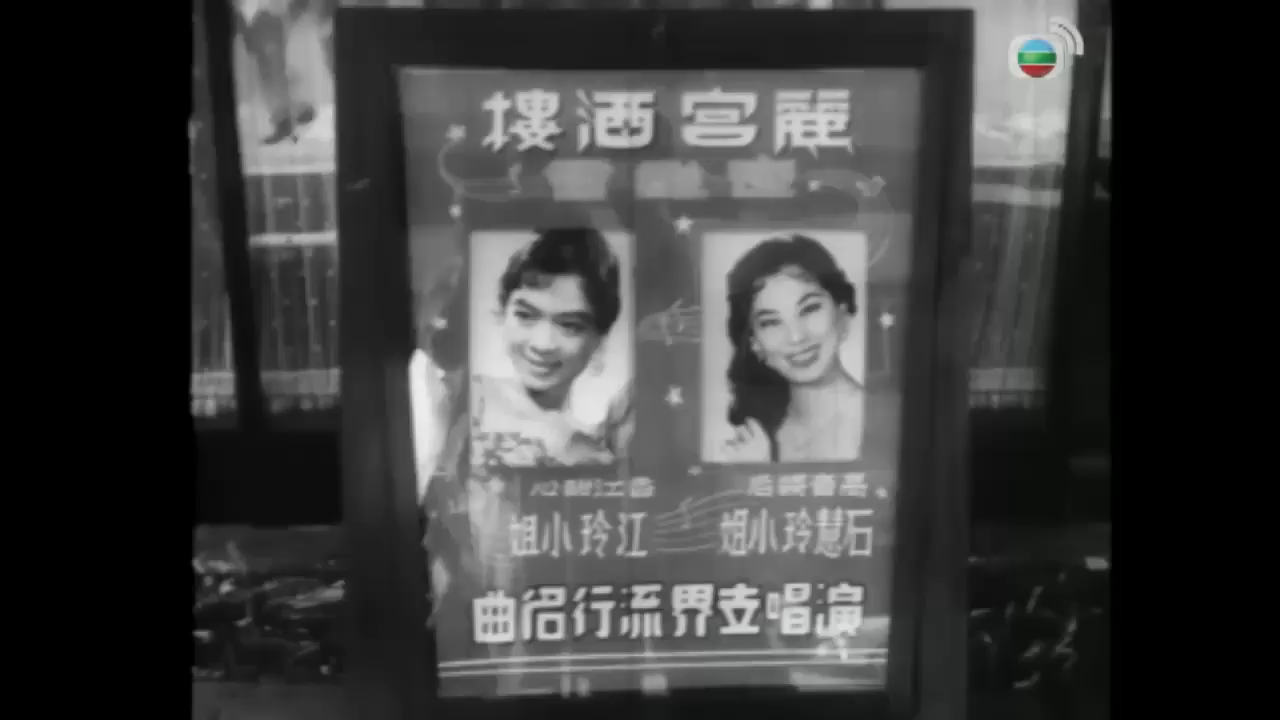 麗宮酒樓
石慧玲小姐
江玲小姐
演唱世界流行名曲